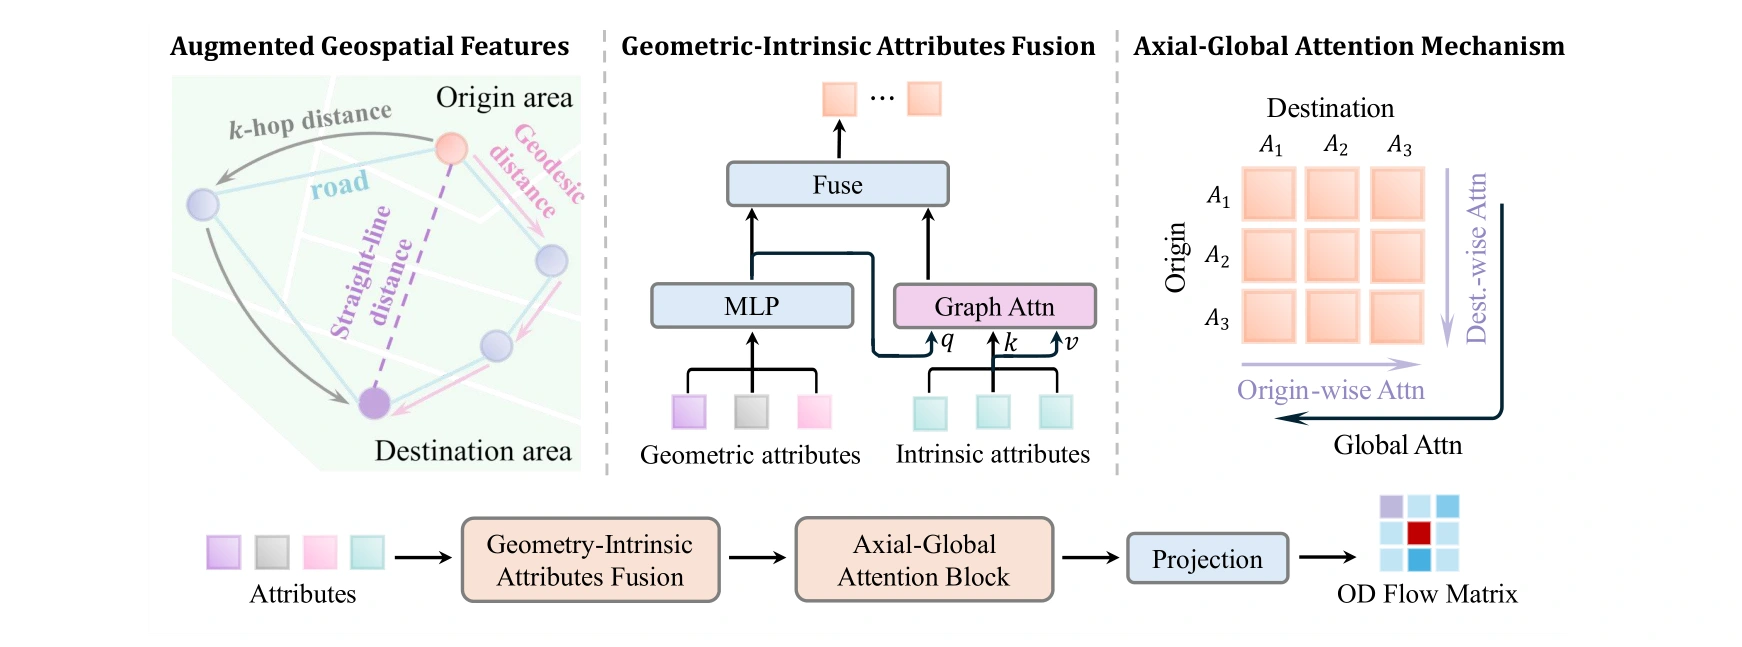 Augmented Geospatial Features
Origin area
k-hop distance
road
Geodesic
distance
Straight-line
distance
Destination area
Geometric-Intrinsic Attributes Fusion
...
Fuse
MLP
Graph Attn
q
k
v
Geometric attributes
Intrinsic attributes
Axial-Global Attention Mechanism
Destination
A1 A2 A3
Origin
A1
A2
A3
Dest.-wise Attn
Origin-wise Attn
Global Attn
Attributes
Geometry-Intrinsic
Attributes Fusion
Axial-Global
Attention Block
Projection
OD Flow Matrix